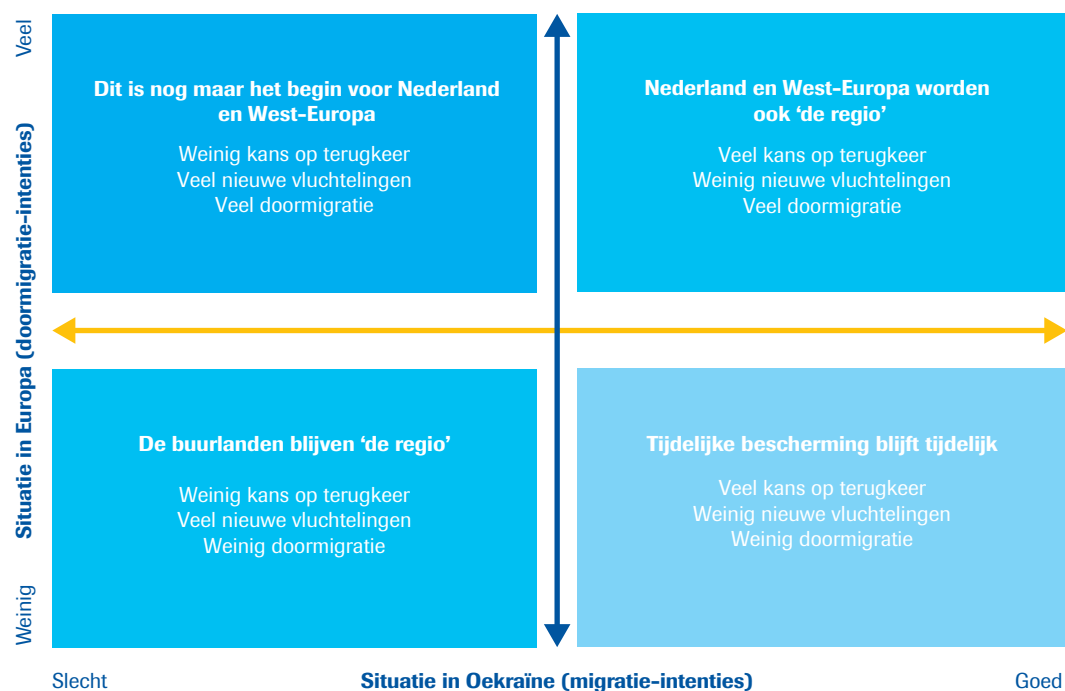 Veel
Situatie in Europa (doormigratie-intenties)
Weinig
Dit is nog maar het begin voor Nederland
en West-Europa
Weinig kans op terugkeer
Veel nieuwe vluchtelingen
Veel doormigratie
Nederland en West-Europa worden
ook ‘de regio’
Veel kans op terugkeer
Weinig nieuwe vluchtelingen
Veel doormigratie
De buurlanden blijven ‘de regio’
Weinig kans op terugkeer
Veel nieuwe vluchtelingen
Weinig doormigratie
Tijdelijke bescherming blijft tijdelijk
Veel kans op terugkeer
Weinig nieuwe vluchtelingen
Weinig doormigratie
Slecht
Situatie in Oekraïne (migratie-intenties)
Goed